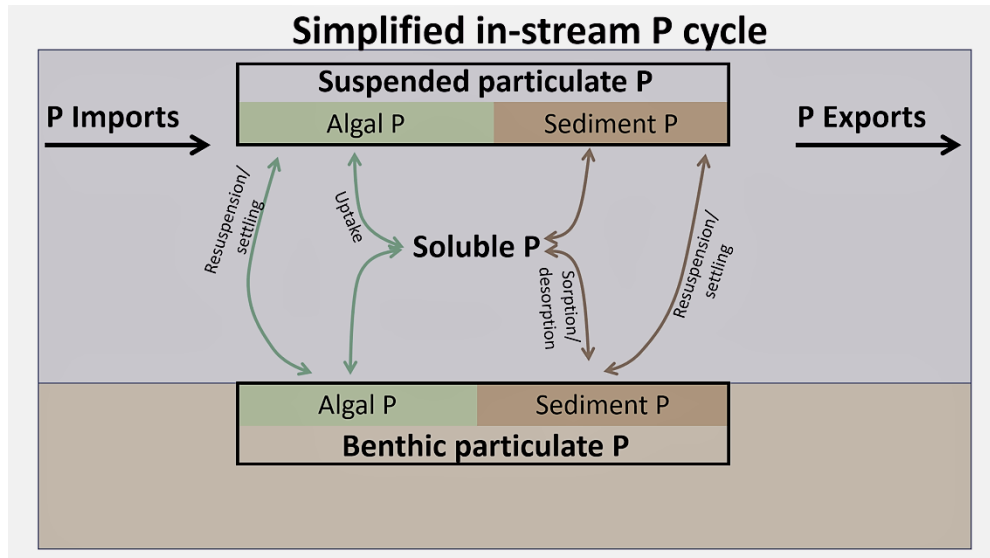 Simplified in-stream P cycle
Suspended particulate P
P Imports
Algal P
Sediment P
P Exports
Resuspension/
settling
Uptake
Soluble P
Sorption/
desorption
Resuspension/
settling
Algal P
Sediment P
Benthic particulate P